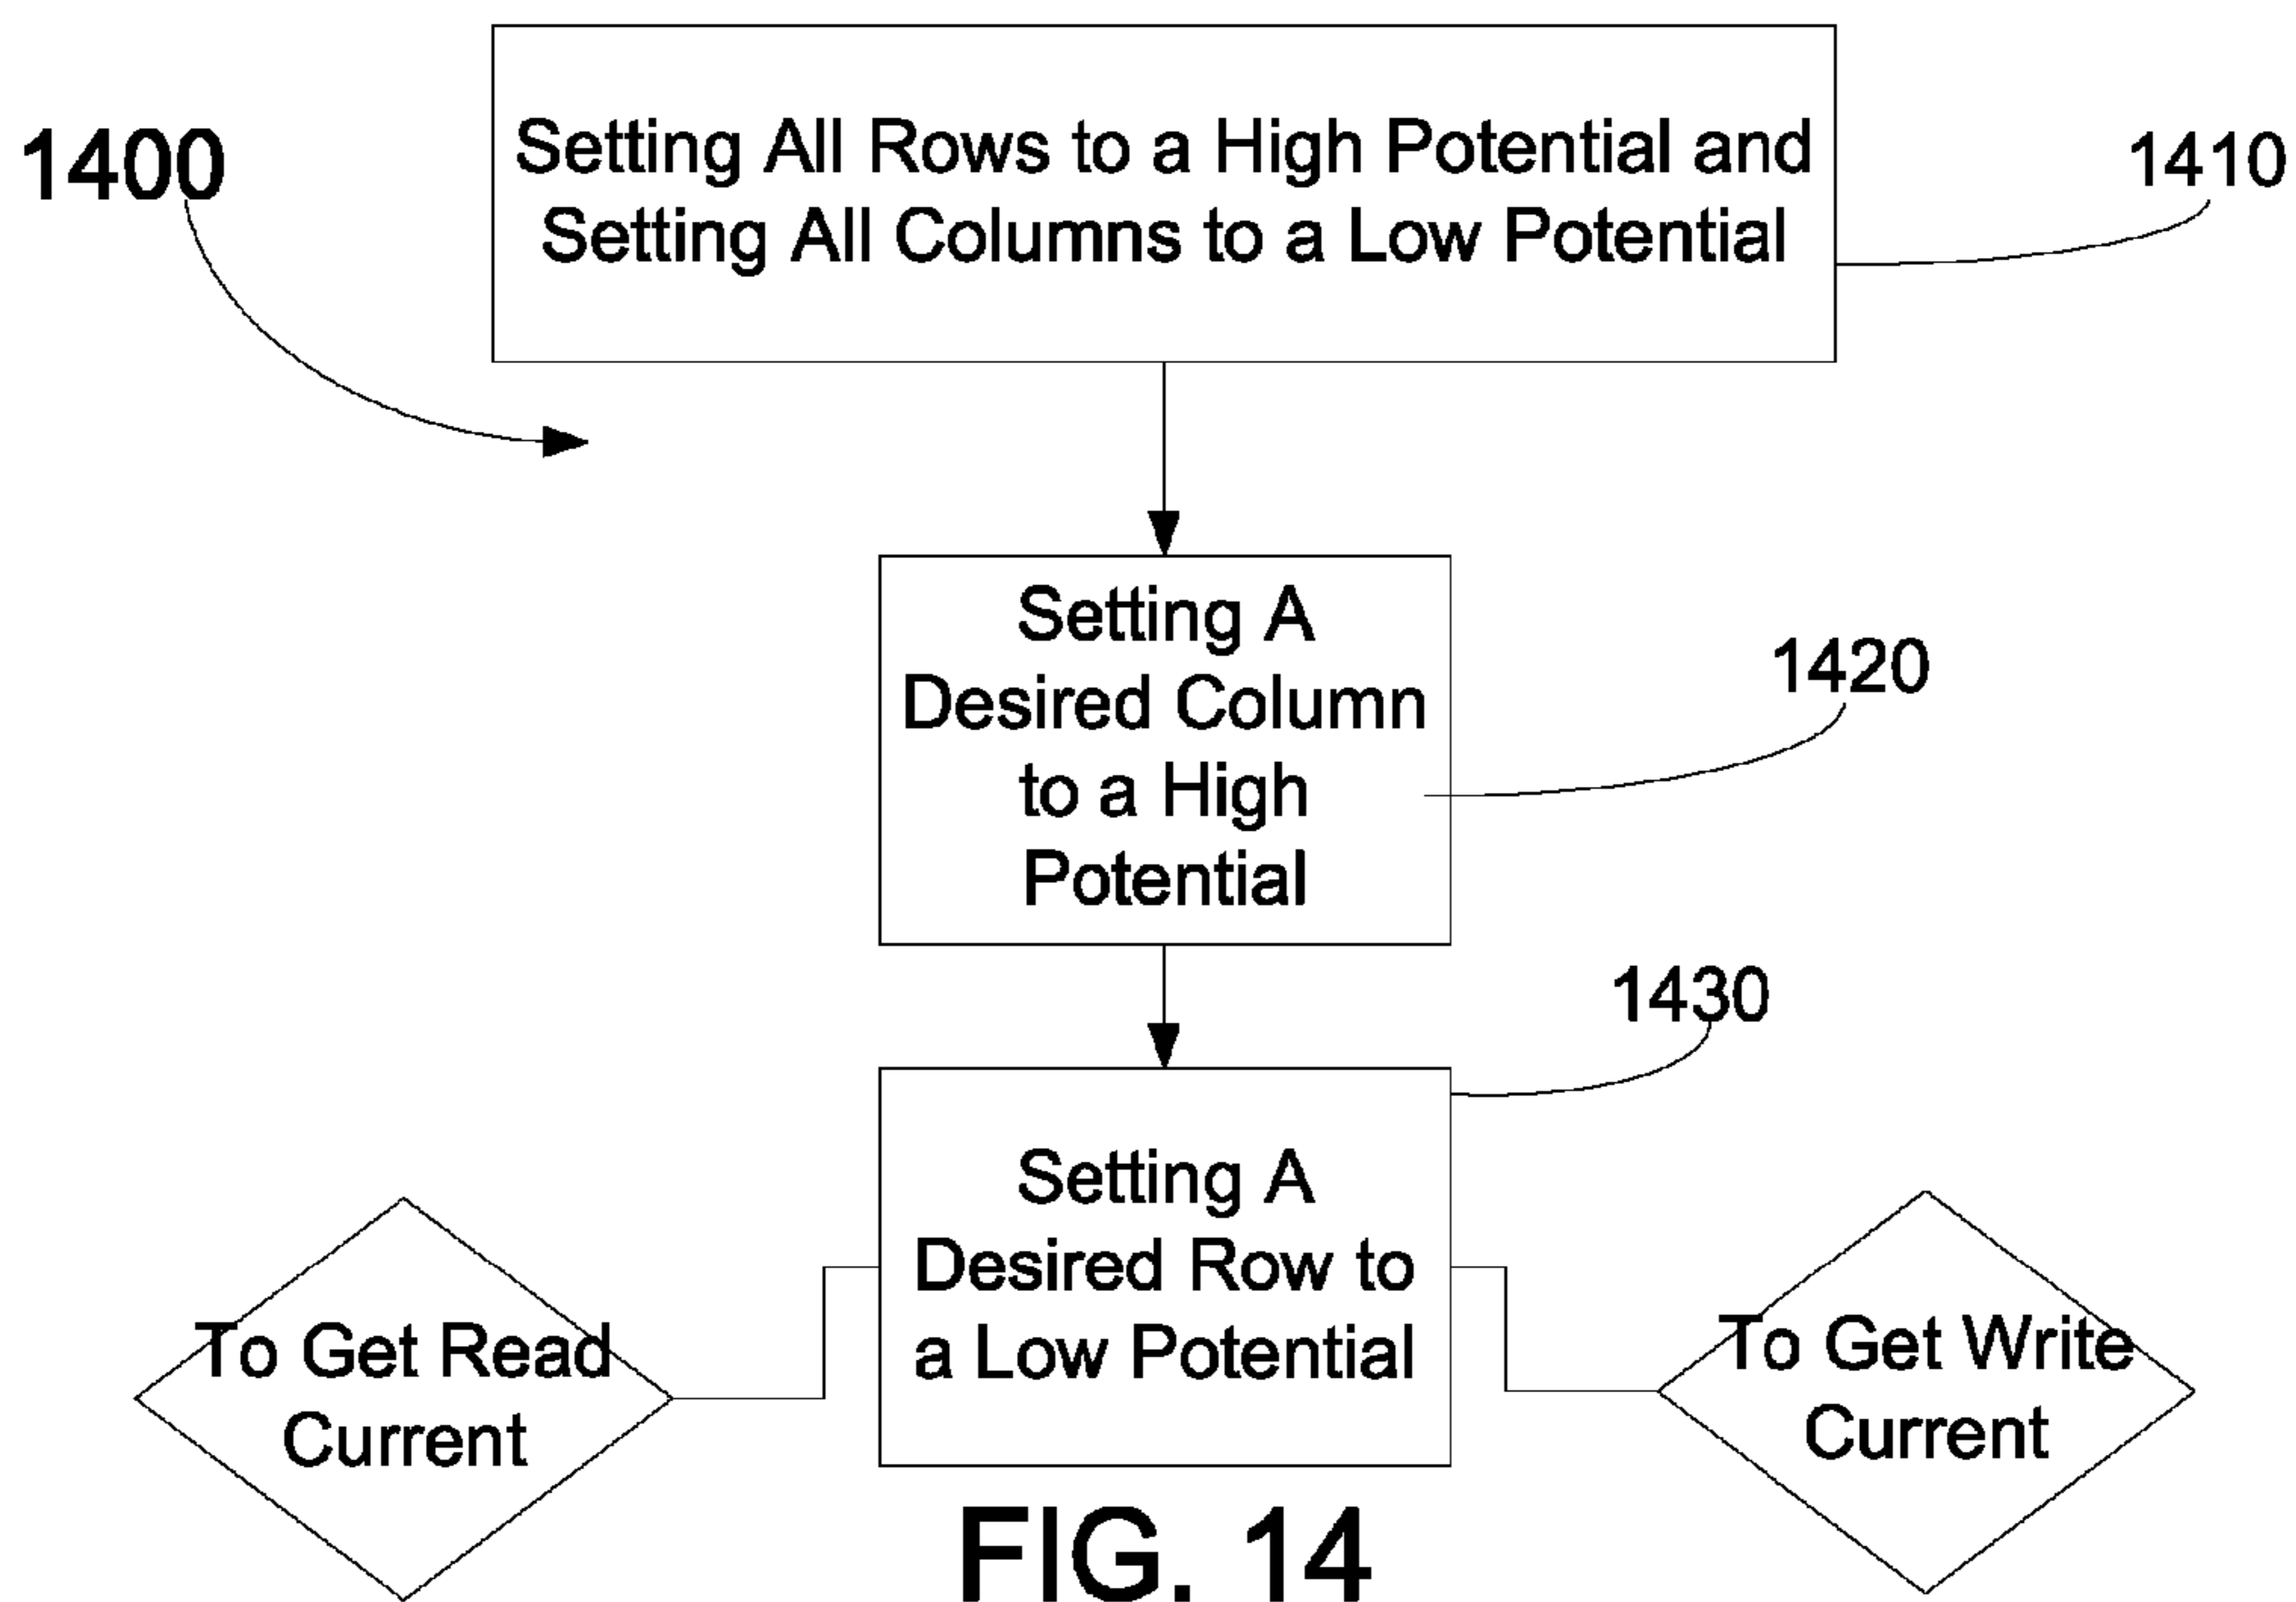 1400
Setting All Rows to a High Potential and
Setting All Columns to a Low Potential
1410
Setting A
Desired Column
to a High
Potential
1420
1430
Setting A
Desired Row to
a Low Potential
To Get Read
Current
To Get Write
Current
FIG. 14